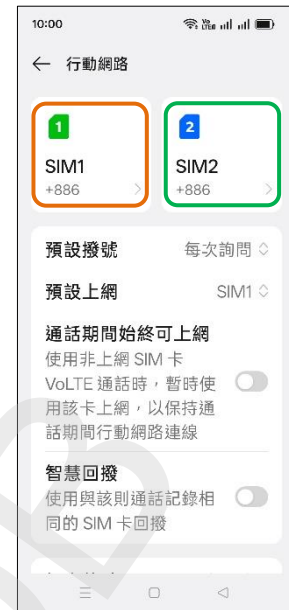 10:00
← 行動網路
1
2
SIM1
SIM2
+886
+886
預設撥號 每次詢問
預設上網 SIM1
通話期間始終可上網
使用非上網 SIM 卡
VoLTE 通話時，暫時使
用該卡上網，以保持通
話期間行動網路連線
智慧回撥
使用與該則通話記錄相
同的 SIM 卡回撥